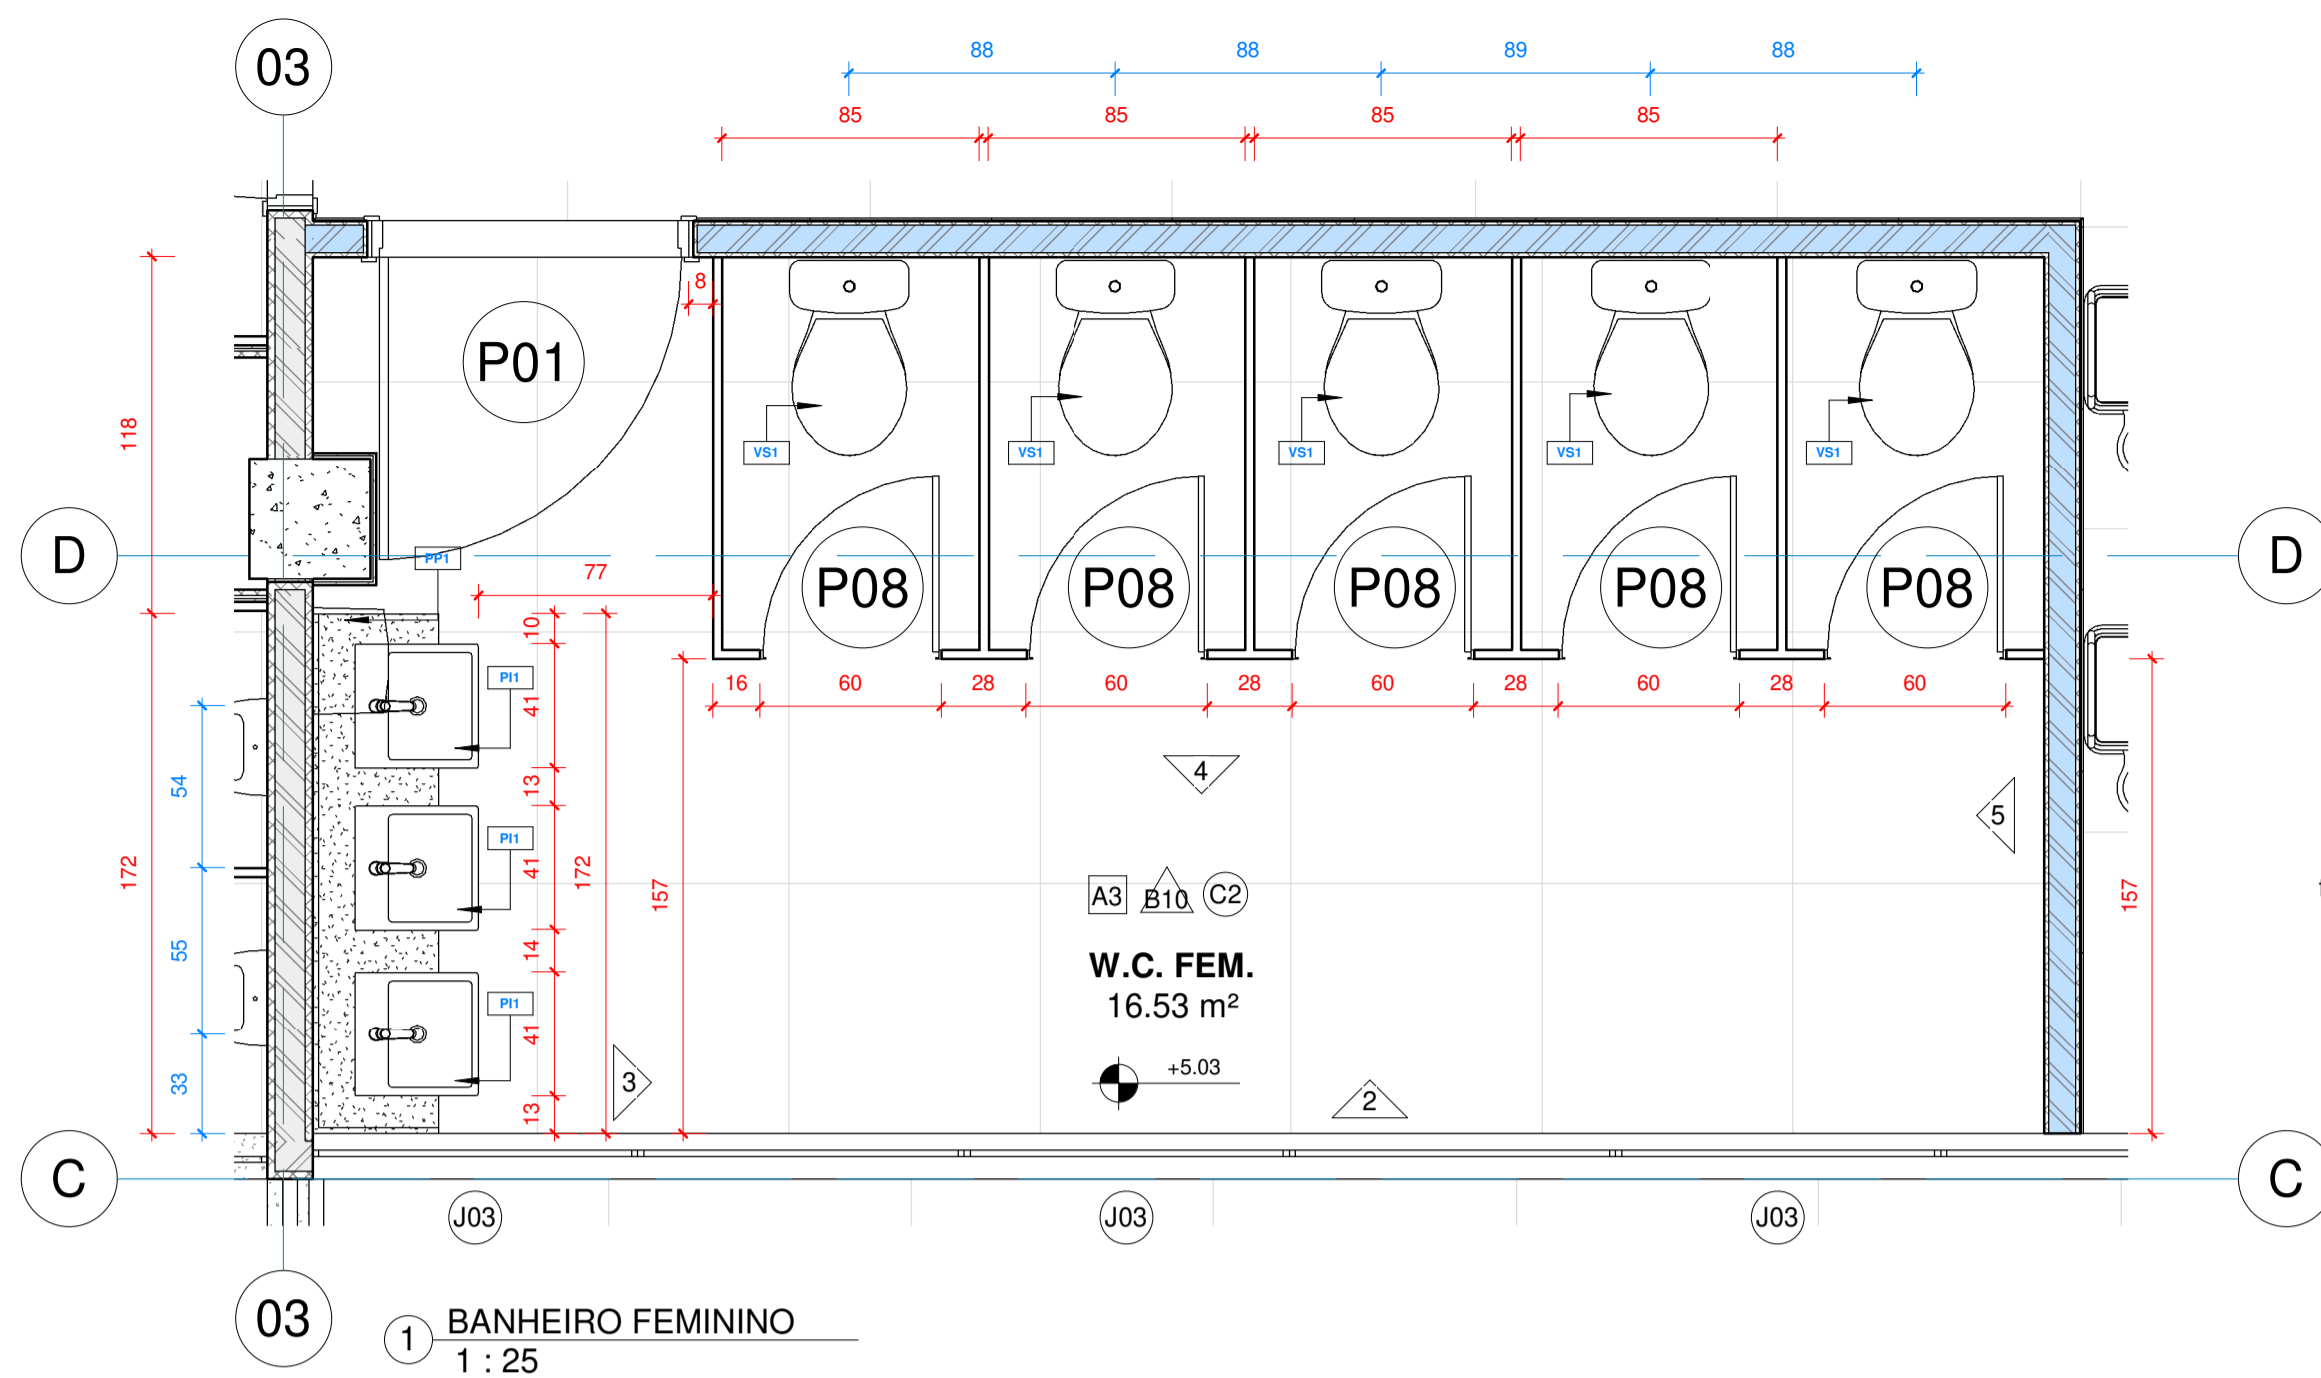 03
88 88 89 88
85 85 85 85
8
P01
118
VS1 VS1 VS1 VS1 VS1
D D
PP1
77
P08 P08 P08 P08 P08
10
PI1
41
16 60 28 60 28 60 28 60 28 60
54
13
4
5
PI1
172
41
172
157
A3 B10 C2
157
55
14
W.C. FEM.
16.53 m²
PI1
41
33
13
3
+5.03
2
C C
J03 J03 J03
03
1 BANHEIRO FEMININO
1 : 25